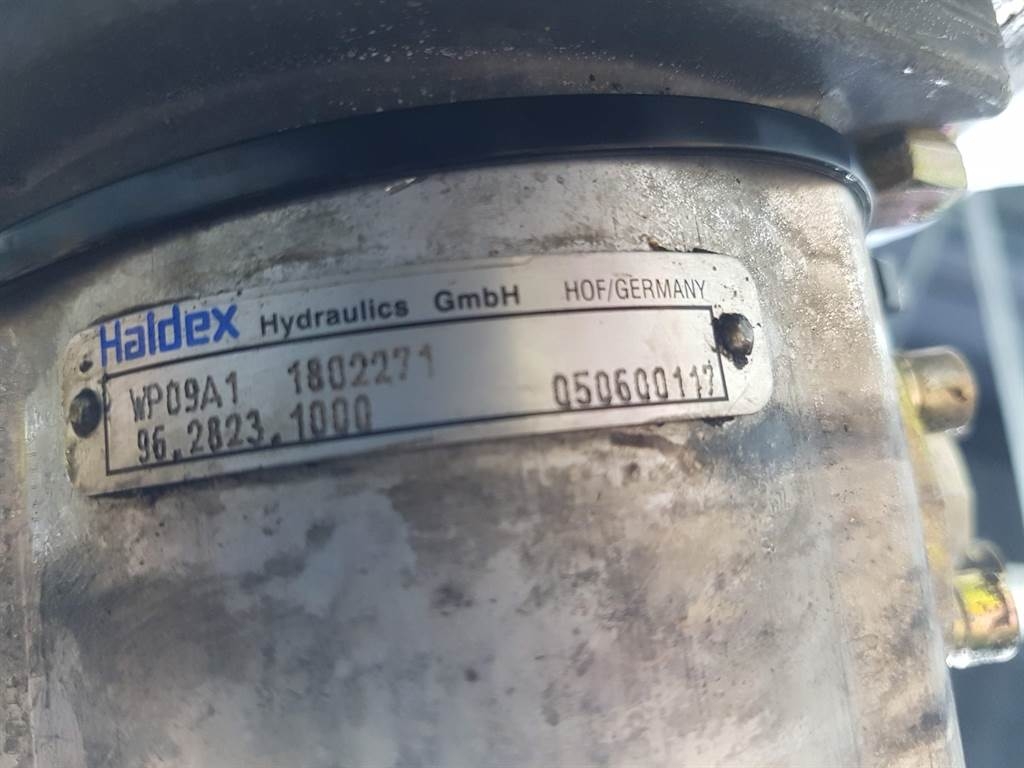 Haldex Hydraulics GmbH HOF/GERMANY
WP09A1 1802271
96.2823.1000 050600117